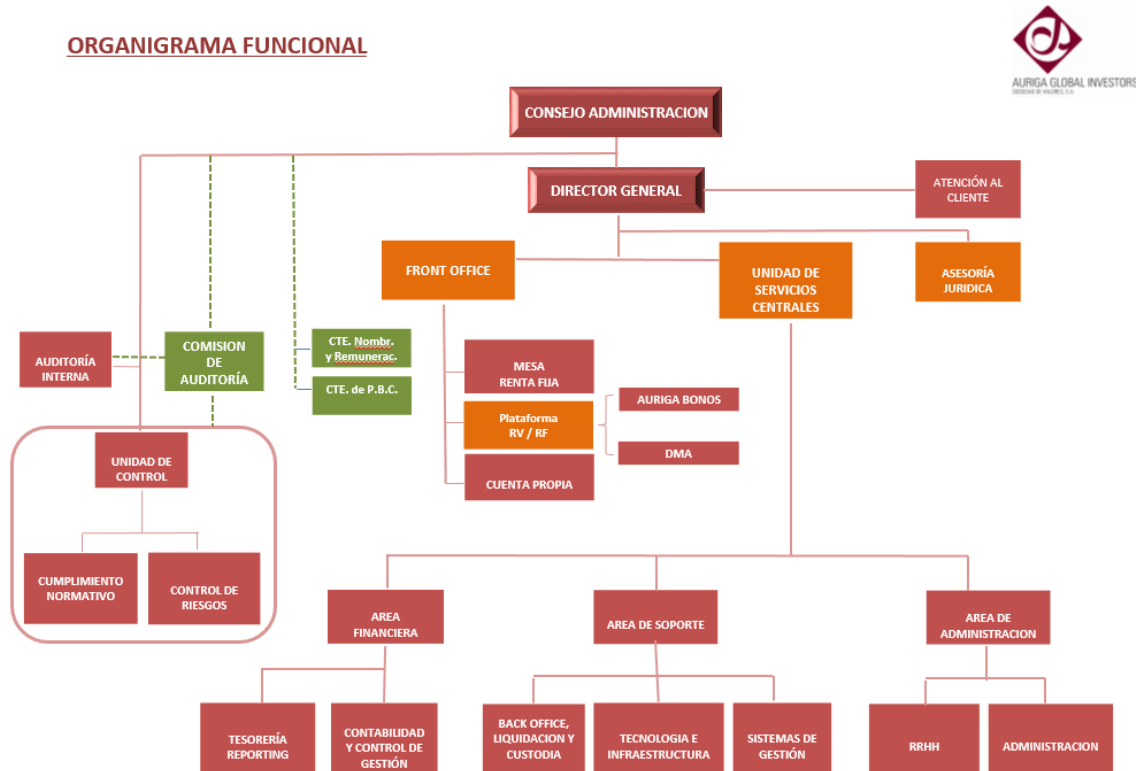 ORGANIGRAMA FUNCIONAL
AURIGA GLOBAL INVESTORS
SOCIEDAD DE VALORES, S.A.
CONSEJO ADMINISTRACION
DIRECTOR GENERAL
ATENCIÓN AL
CLIENTE
FRONT OFFICE
UNIDAD DE
SERVICIOS
CENTRALES
ASESORÍA
JURIDICA
AUDITORÍA
INTERNA
COMISION
DE
AUDITORÍA
CTE. Nombr.
y Remunerac.
CTE. de P.B.C.
MESA
RENTA FIJA
Plataforma
RV / RF
CUENTA PROPIA
AURIGA BONOS
DMA
UNIDAD DE
CONTROL
CUMPLIMIENTO
NORMATIVO
CONTROL DE
RIESGOS
AREA
FINANCIERA
AREA DE SOPORTE
AREA DE
ADMINISTRACION
TESORERÍA
REPORTING
CONTABILIDAD
Y CONTROL DE
GESTIÓN
BACK OFFICE,
LIQUIDACION Y
CUSTODIA
TECNOLOGIA E
INFRAESTRUCTURA
SISTEMAS DE
GESTIÓN
RRHH
ADMINISTRACION